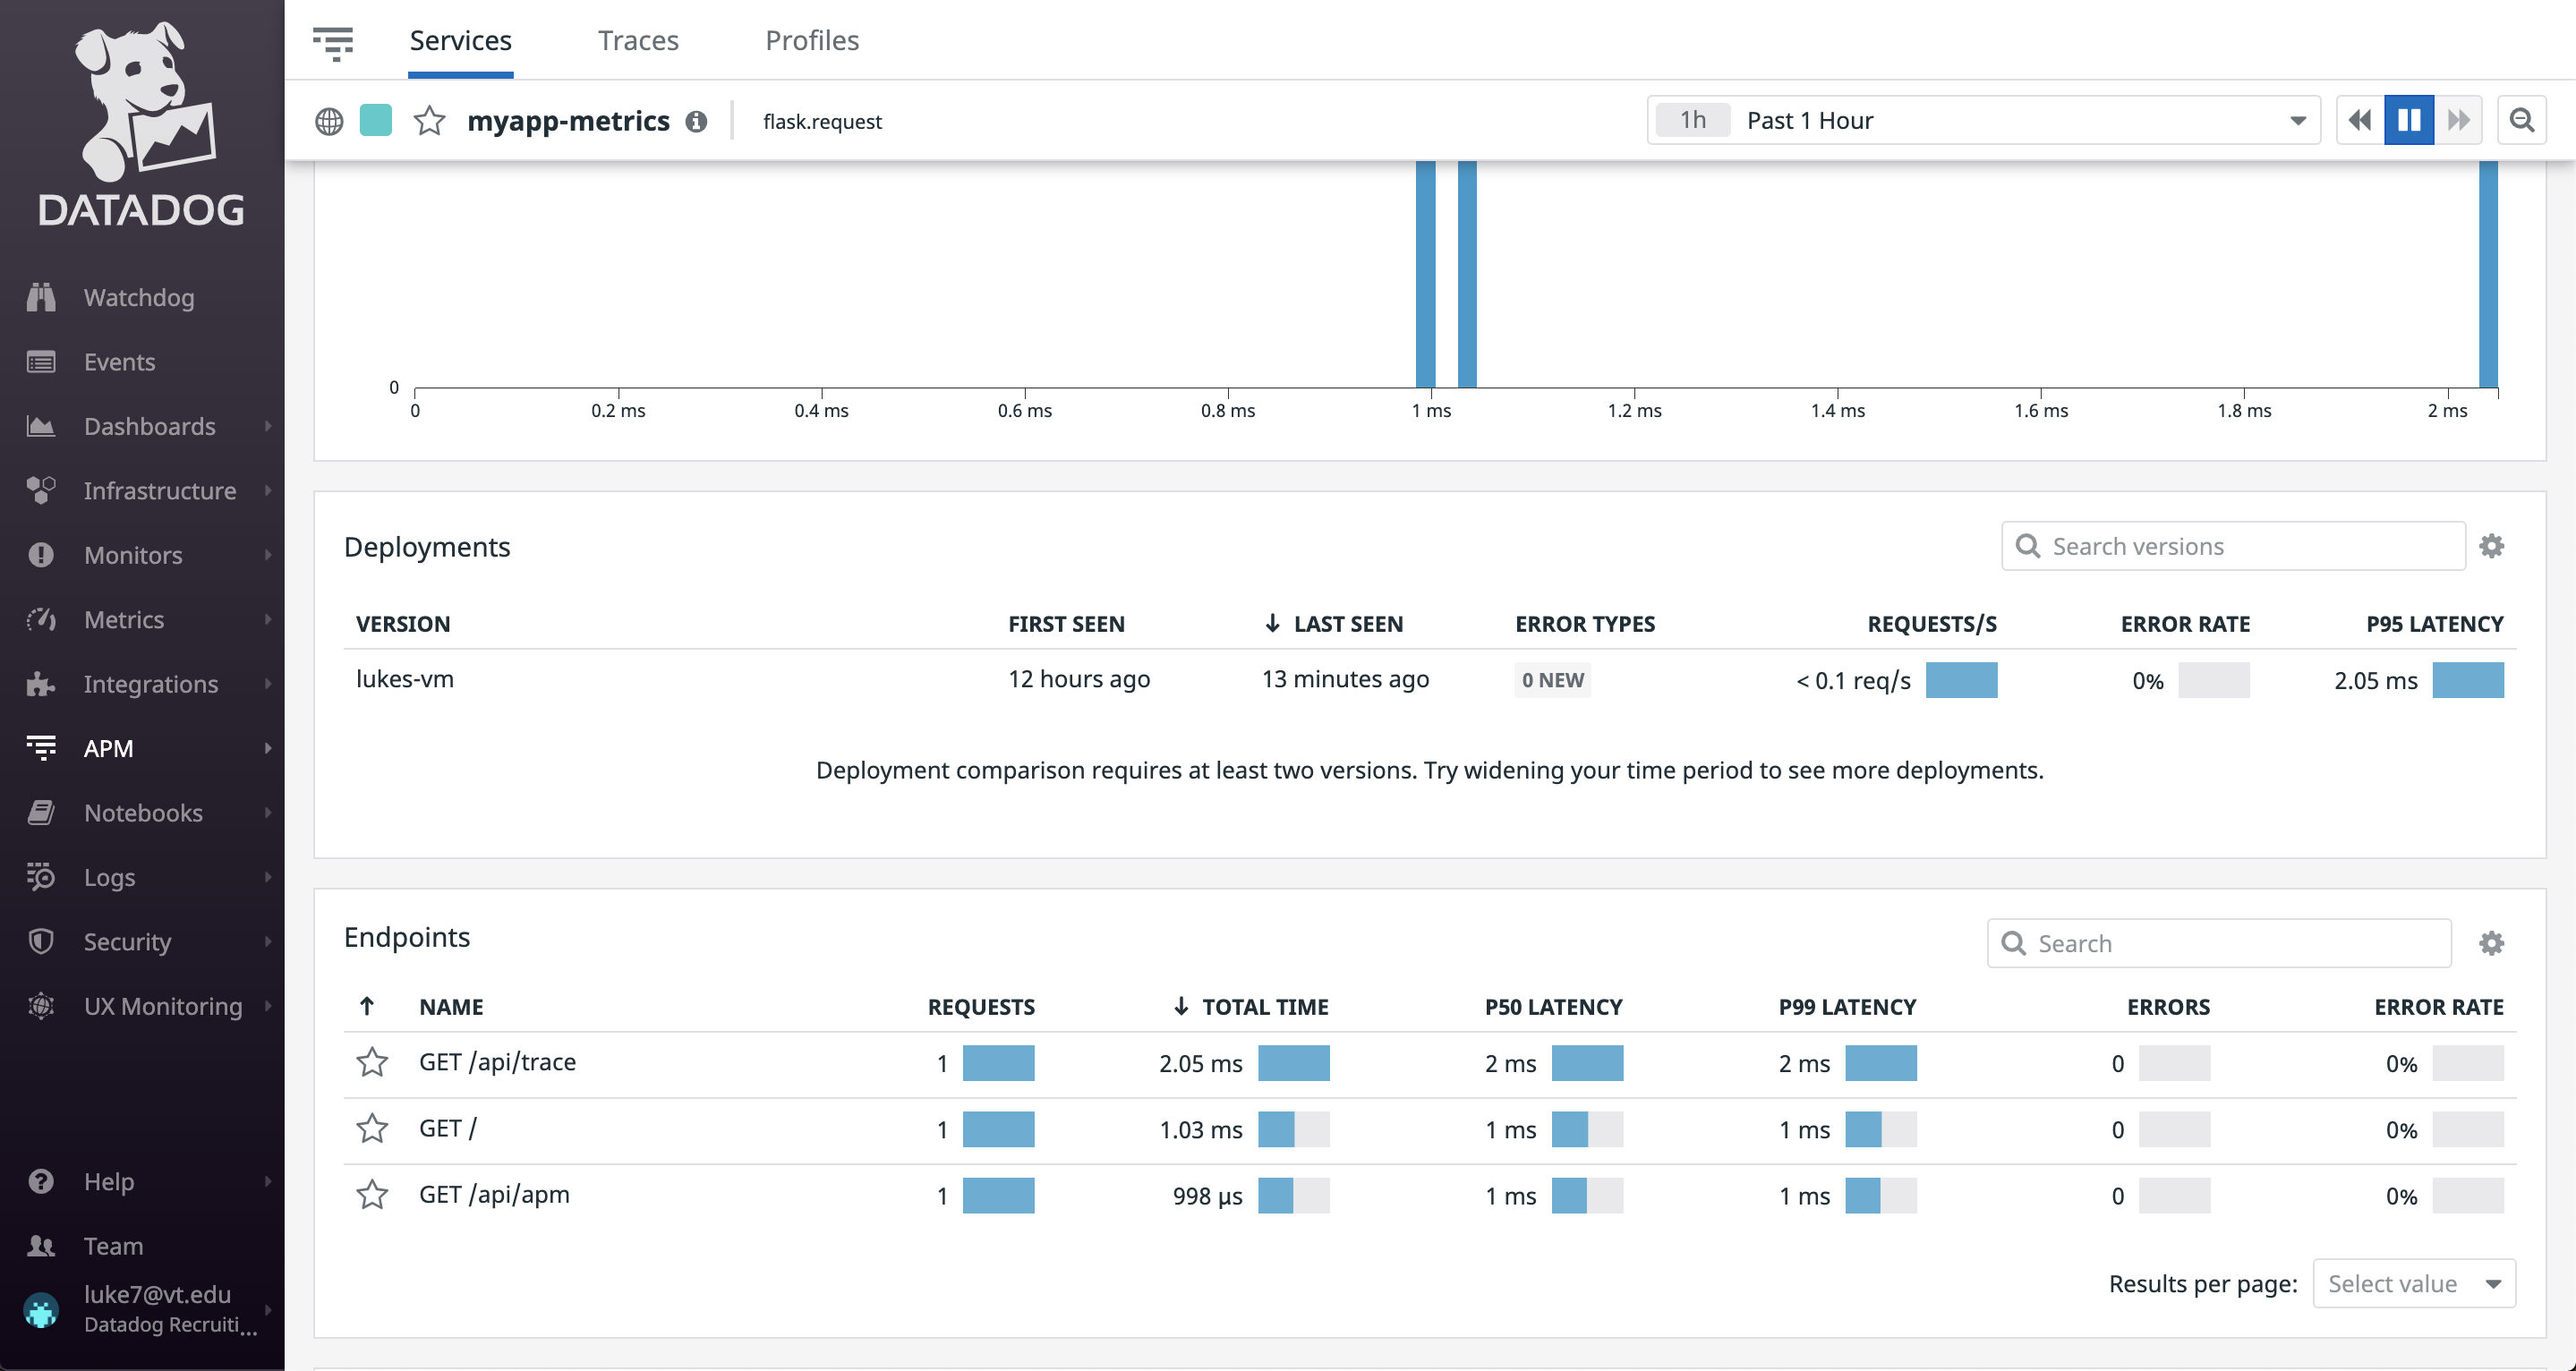 DATADOG
Watchdog
Events
Dashboards
Infrastructure
Monitors
Metrics
Integrations
APM
Notebooks
Logs
Security
UX Monitoring
Help
Team
luke7@vt.edu
Datadog Recruiti...
Services Traces Profiles
myapp-metrics flask.request 1h Past 1 Hour
0
0 0.2 ms 0.4 ms 0.6 ms 0.8 ms 1 ms 1.2 ms 1.4 ms 1.6 ms 1.8 ms 2 ms
Deployments Search versions
VERSION FIRST SEEN LAST SEEN ERROR TYPES REQUESTS/S ERROR RATE P95 LATENCY
lukes-vm 12 hours ago 13 minutes ago 0 NEW < 0.1 req/s 0% 2.05 ms
Deployment comparison requires at least two versions. Try widening your time period to see more deployments.
Endpoints Search
NAME REQUESTS TOTAL TIME P50 LATENCY P99 LATENCY ERRORS ERROR RATE
GET /api/trace 1 2.05 ms 2 ms 2 ms 0 0%
GET / 1 1.03 ms 1 ms 1 ms 0 0%
GET /api/apm 1 998 µs 1 ms 1 ms 0 0%
Results per page: Select value